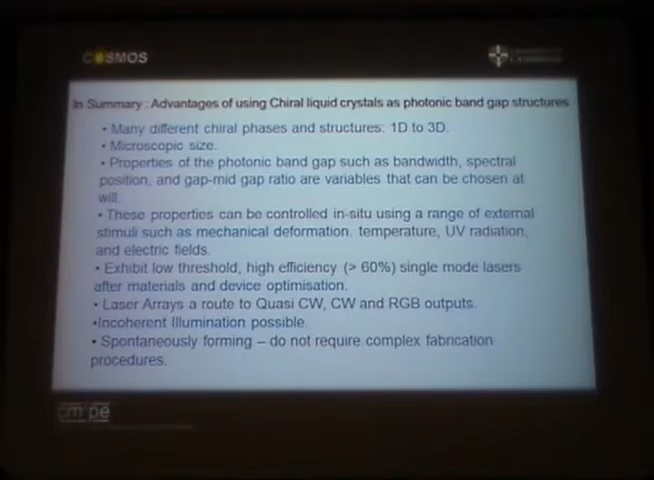 COSMOS
In Summary : Advantages of using Chiral liquid crystals as photonic band gap structures
• Many different chiral phases and structures: 1D to 3D.
• Microscopic size.
• Properties of the photonic band gap such as bandwidth, spectral
position, and gap-mid gap ratio are variables that can be chosen at
will.
• These properties can be controlled in-situ using a range of external
stimuli such as mechanical deformation, temperature, UV radiation,
and electric fields.
• Exhibit low threshold, high efficiency (> 60%) single mode lasers
after materials and device optimisation.
• Laser Arrays a route to Quasi CW, CW and RGB outputs.
•Incoherent Illumination possible.
• Spontaneously forming – do not require complex fabrication
procedures.